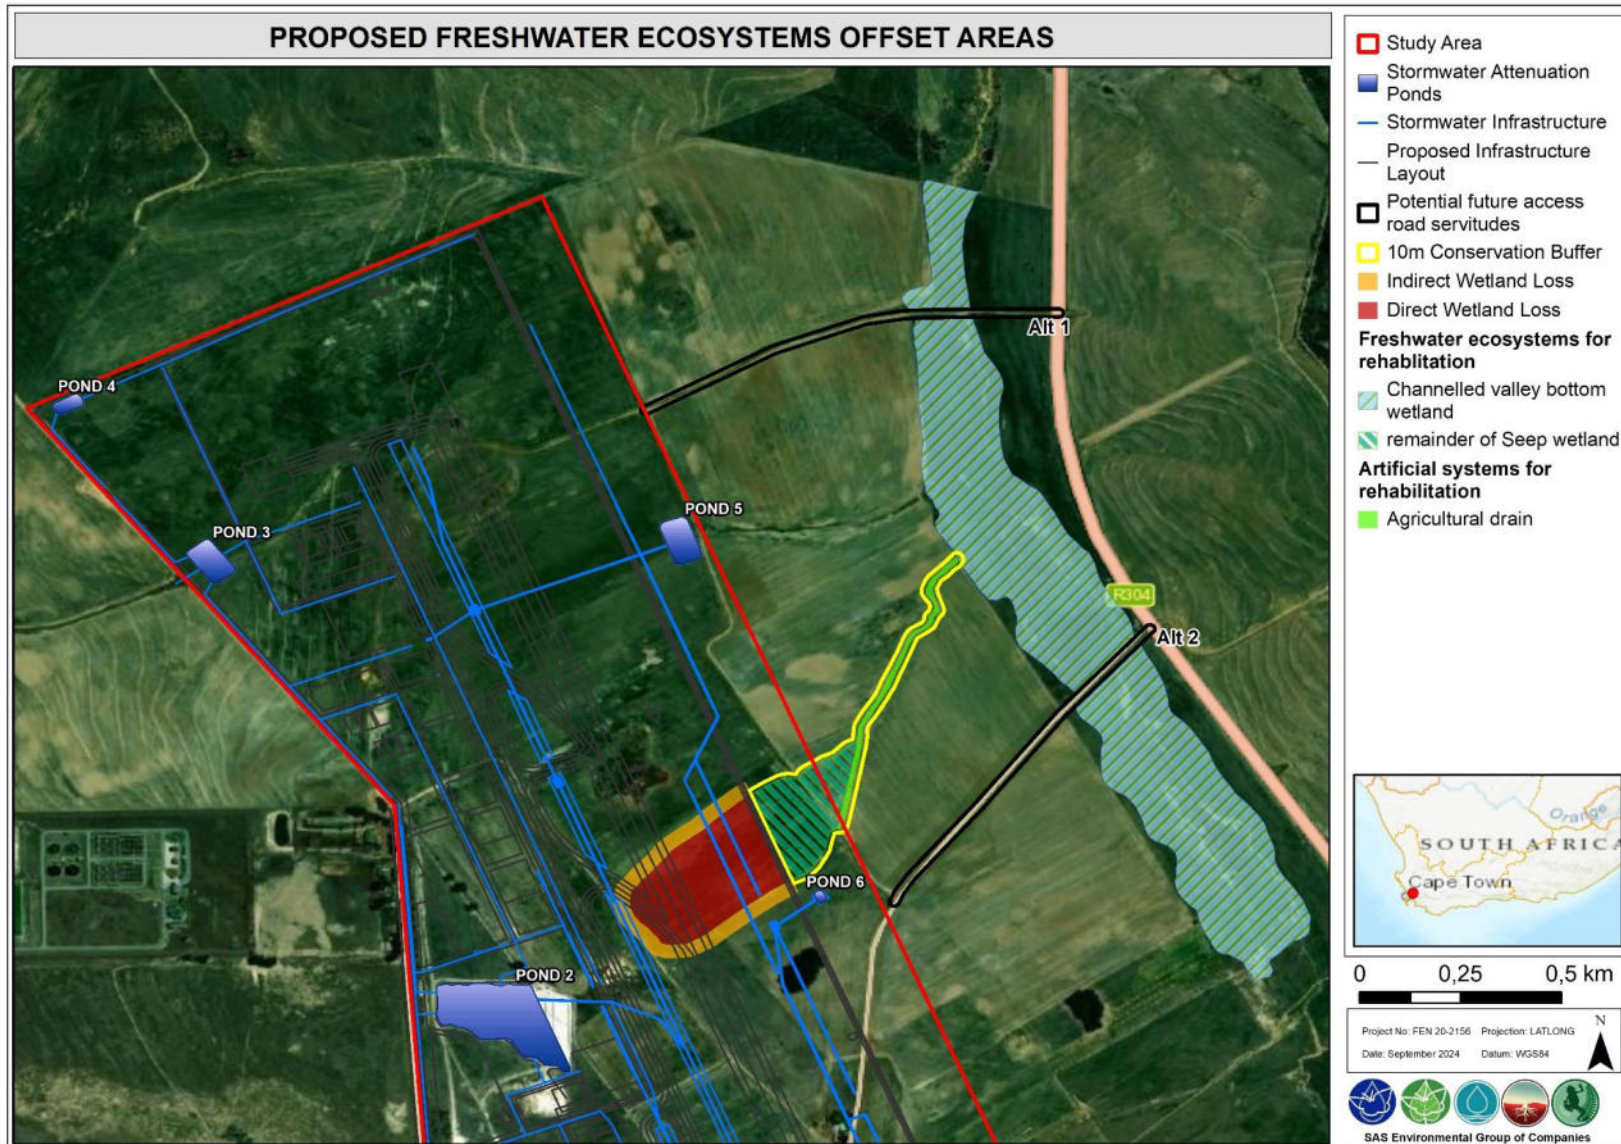 PROPOSED FRESHWATER ECOSYSTEMS OFFSET AREAS
POND 4
POND 3
POND 5
POND 6
POND 2
Alt 1
R304
Alt 2
Study Area
Stormwater Attenuation
Ponds
Stormwater Infrastructure
Proposed Infrastructure
Layout
Potential future access
road servitudes
10m Conservation Buffer
Indirect Wetland Loss
Direct Wetland Loss
Freshwater ecosystems for
rehablitation
Channelled valley bottom
wetland
remainder of Seep wetland
Artificial systems for
rehabilitation
Agricultural drain
Orange
SOUTH AFRICA
Cape Town
0 0,25 0,5 km
Project No: FEN 20-2156 Projection: LATLONG
Date: September 2024 Datum: WGS84
N
SAS Environmental Group of Companies